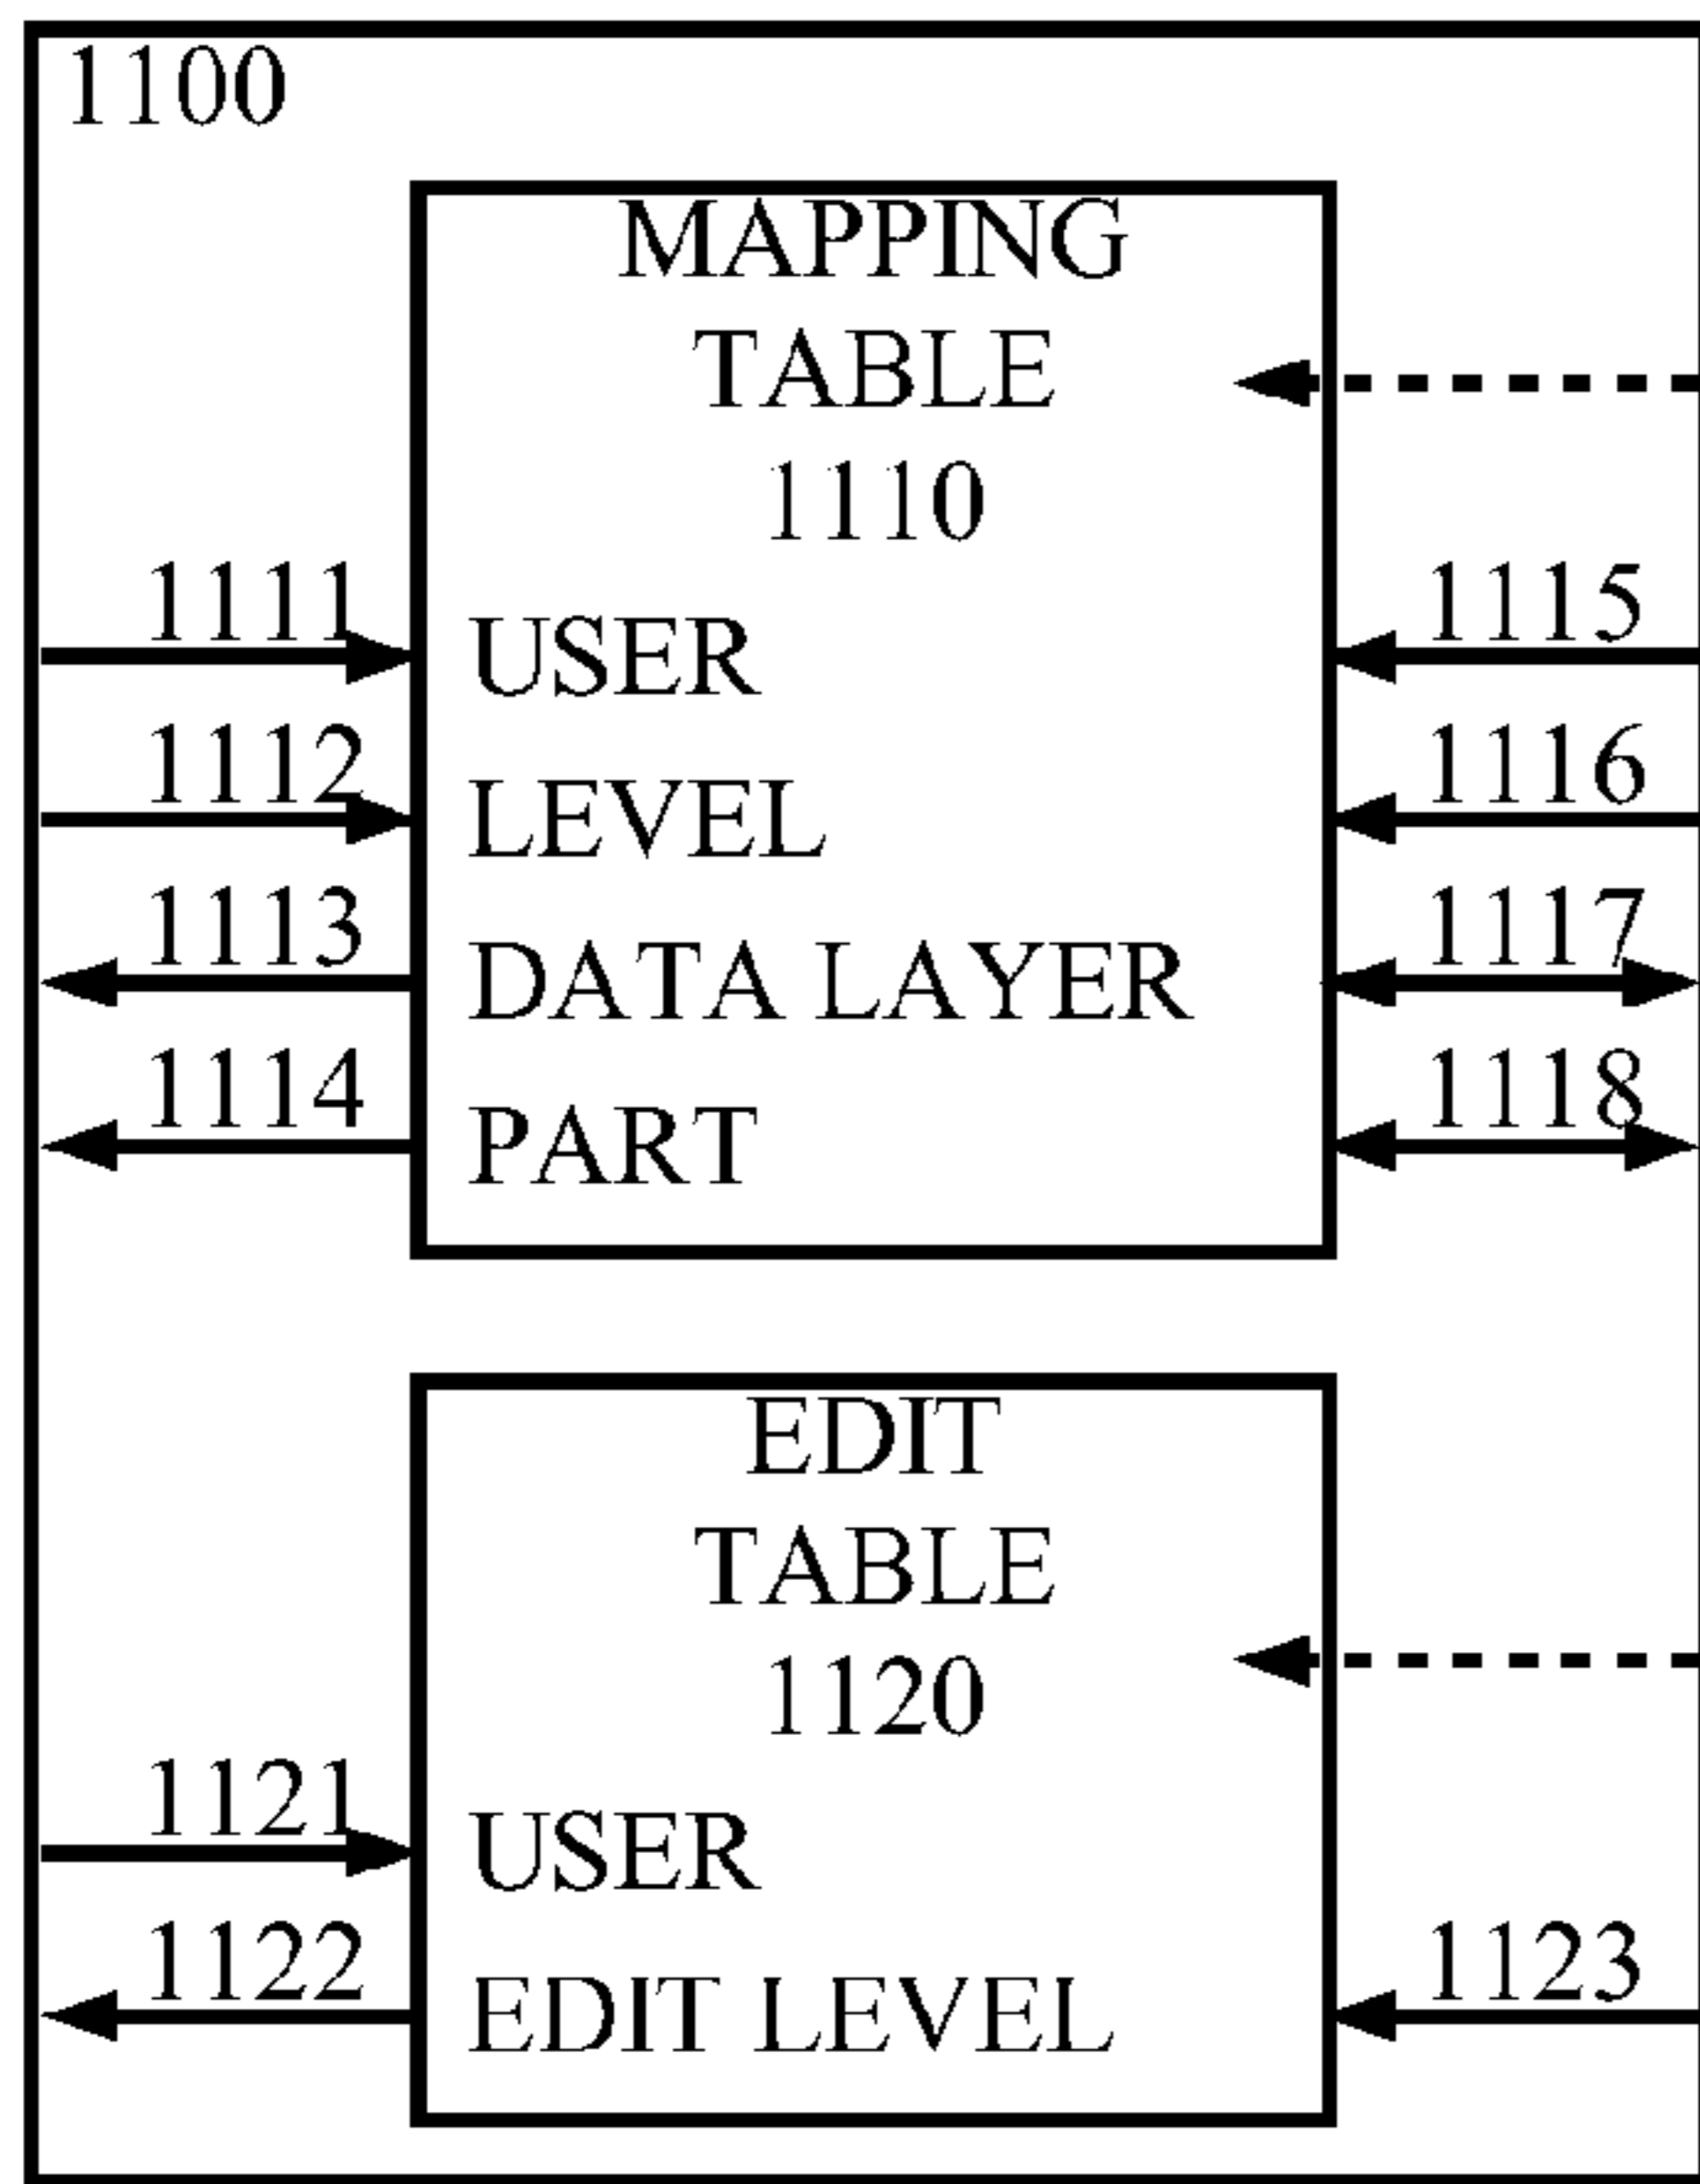 1100
MAPPING
TABLE
1110
1111
USER
1115
1112
LEVEL
1116
1113
DATA LAYER
1117
1114
PART
1118
EDIT
TABLE
1120
1121
USER
1122
EDIT LEVEL
1123